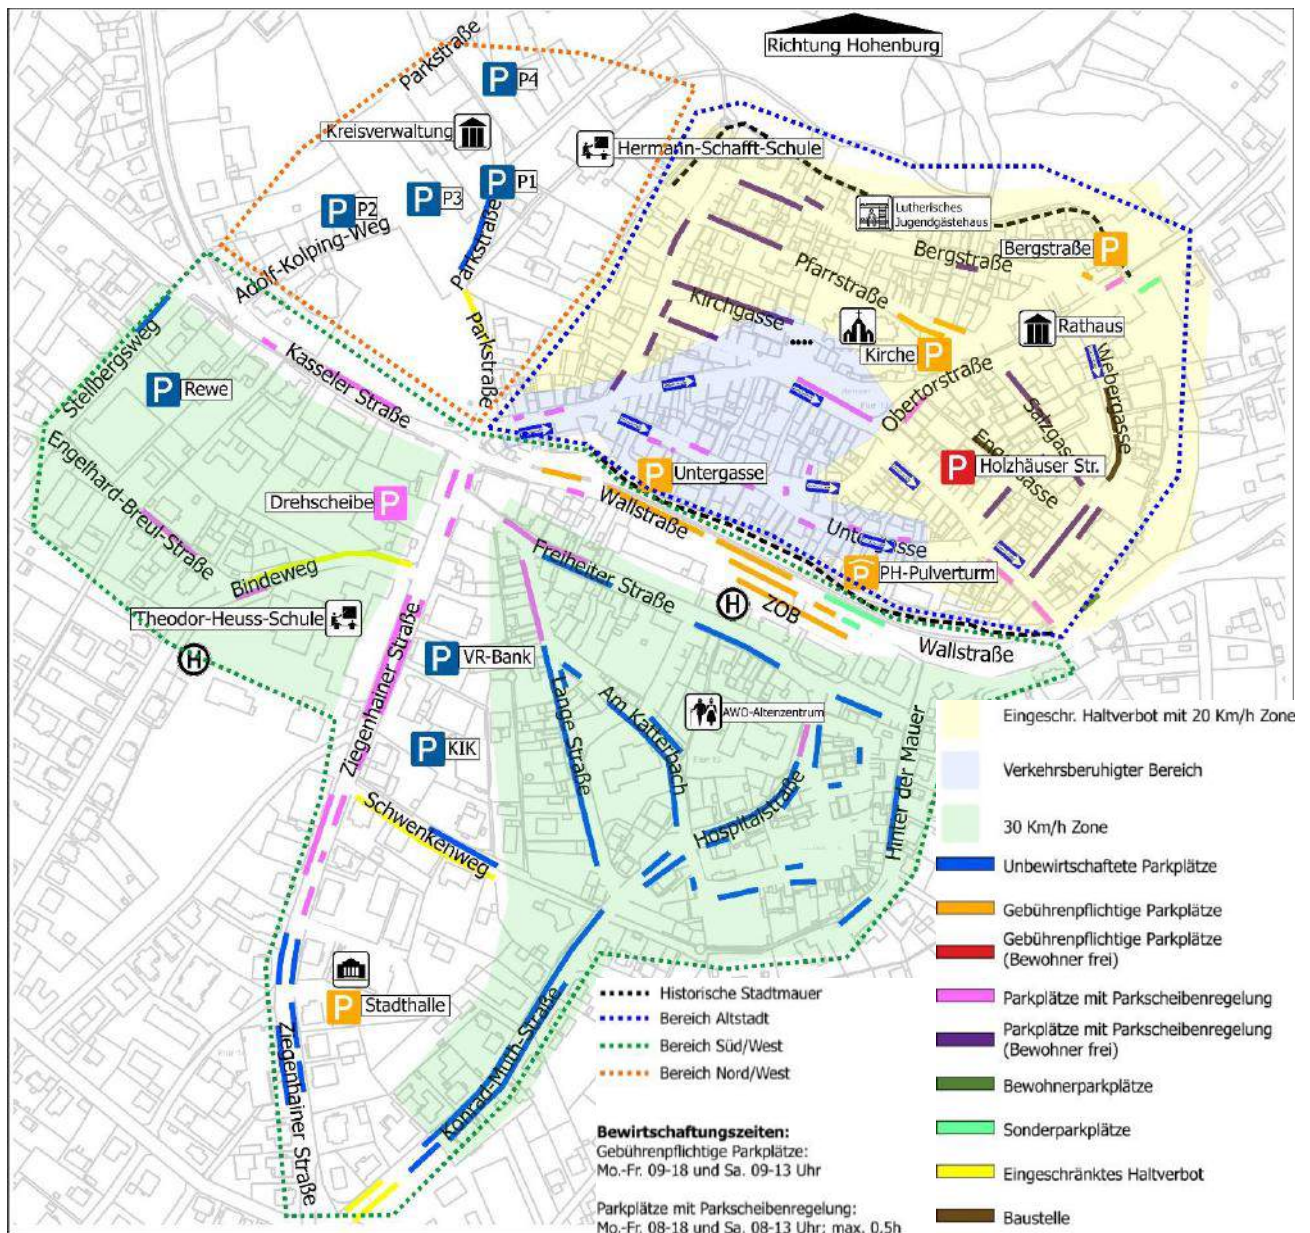 Richtung Hohenburg
Parkstraße
P P4
Kreisverwaltung
Hermann-Schafft-Schule
P P1
P P3
P P2
Parkstraße
Adolf-Kolping-Weg
Parkstraße
Lutherisches
Jugendgästehaus
Bergstraße P
Bergstraße
Pfarrstraße
Kirchgasse
Kirche P
Rathaus
Webergasse
Obertorstraße
Salzgasse
Engelgasse
P Holzhäuser Str.
Stellbergsweg
P Rewe
Kasseler Straße
Engelhard-Breul-Straße
Drehscheibe P
Bindeweg
Theodor-Heuss-Schule
H
P Untergasse
Wallstraße
Untergasse
P PH-Pulverturm
Freiheiter Straße
H ZOB
Wallstraße
Ziegenhainer Straße
P VR-Bank
P KIK
Lange Straße
Am Katterbach
AWO-Altenzentrum
Hospitalstraße
Hinter der Mauer
Schwenkenweg
P Stadthalle
Ziegenhainer Straße
Konrad-Muth-Straße
Eingeschr. Haltverbot mit 20 Km/h Zone
Verkehrsberuhigter Bereich
30 Km/h Zone
Unbewirtschaftete Parkplätze
Gebührenpflichtige Parkplätze
Gebührenpflichtige Parkplätze
(Bewohner frei)
Parkplätze mit Parkscheibenregelung
Parkplätze mit Parkscheibenregelung
(Bewohner frei)
Bewohnerparkplätze
Sonderparkplätze
Eingeschränktes Haltverbot
Baustelle
Historische Stadtmauer
Bereich Altstadt
Bereich Süd/West
Bereich Nord/West
Bewirtschaftungszeiten:
Gebührenpflichtige Parkplätze:
Mo.-Fr. 09-18 und Sa. 09-13 Uhr
Parkplätze mit Parkscheibenregelung:
Mo.-Fr. 08-18 und Sa. 08-13 Uhr; max. 0,5h